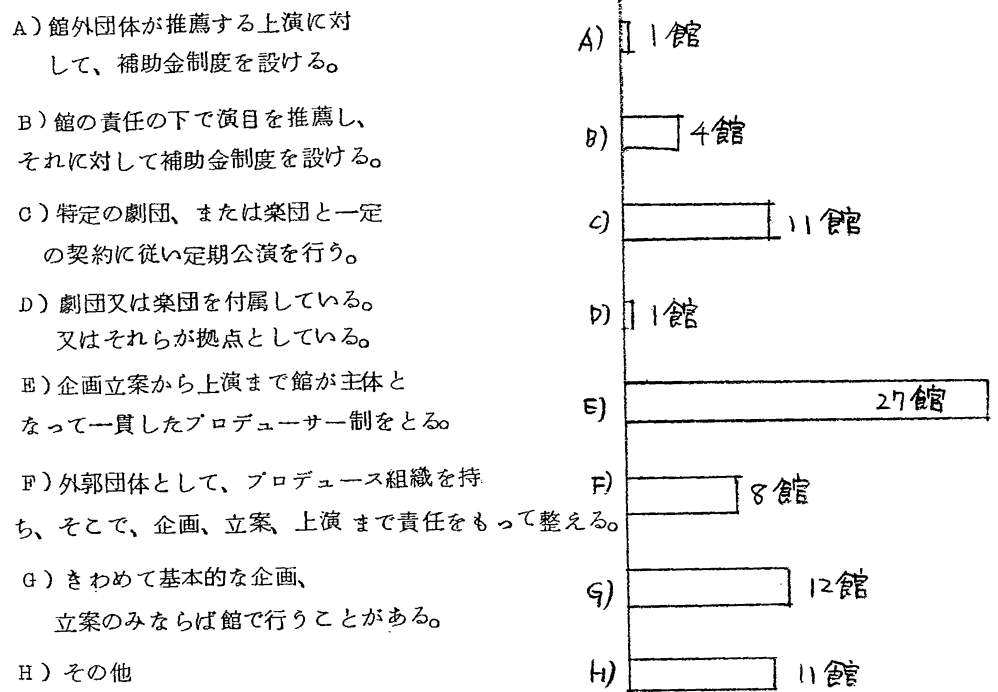 A)館外団体が推薦する上演に対
して、補助金制度を設ける。
A) 1館
B)館の責任の下で演目を推薦し、
それに対して補助金制度を設ける。
B) 4館
C)特定の劇団、または楽団と一定
の契約に従い定期公演を行う。
C) 11館
D)劇団又は楽団を付属している。
又はそれらが拠点としている。
D) 1館
E)企画立案から上演まで館が主体と
なって一貫したプロデューサー制をとる。
E) 27館
F)外郭団体として、プロデュース組織を持
ち、そこで、企画、立案、上演まで責任をもって整える。
F) 8館
G)きわめて基本的な企画、
立案のみならば館で行うことがある。
G) 12館
H)その他
H) 11館